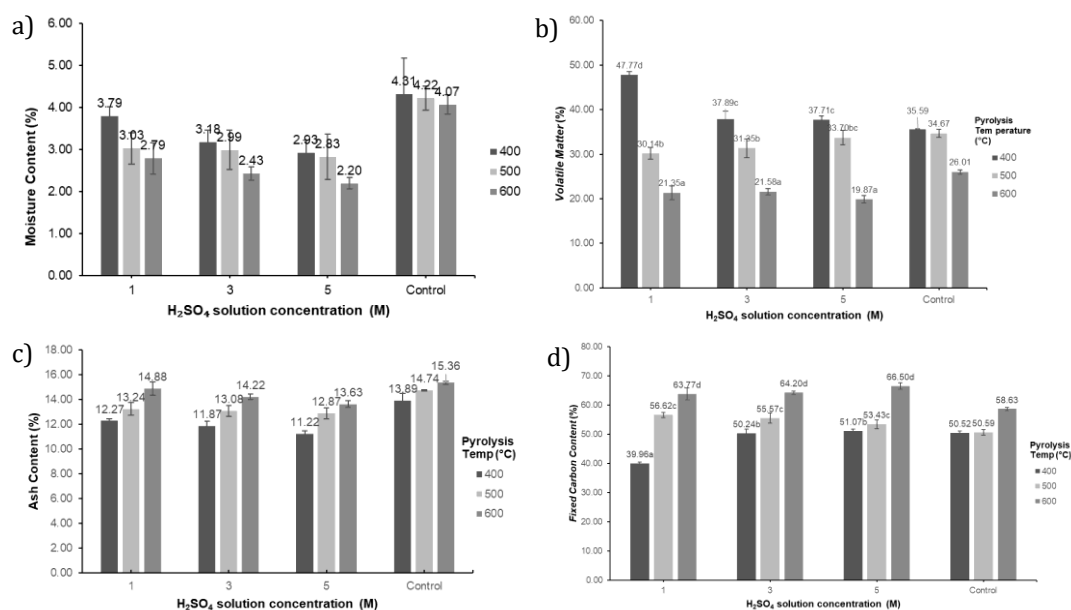 a)
6.00
5.00
4.00
3.00
2.00
1.00
0.00
Moisture Content (%)
3.79
3.03
2.79
3.18
2.99
2.43
2.93
2.83
2.20
4.31
4.22
4.07
1 3 5 Control
H₂SO₄ solution concentration (M)
400
500
600
b)
60.00
50.00
40.00
30.00
20.00
10.00
00.00
Volatile Matter (%)
47.77d
30.14b
21.35a
37.89c
31.35b
21.58a
37.71c
33.70bc
19.87a
35.59
34.67
26.01
1 3 5 Control
H₂SO₄ solution concentration (M)
Pyrolysis
Tem perature
(°C)
400
500
600
c)
18.00
16.00
14.00
12.00
10.00
8.00
6.00
4.00
2.00
0.00
Ash Content (%)
12.27
13.24
14.88
11.87
13.08
14.22
11.22
12.87
13.63
13.89
14.74
15.36
1 3 5 Control
H₂SO₄ solution concentration (M)
Pyrolysis
Temp (°C)
400
500
600
d)
80.00
70.00
60.00
50.00
40.00
30.00
20.00
10.00
00.00
Fixed Carbon Content (%)
39.96a
56.62c
63.77d
50.24b
55.57c
64.20d
51.07b
53.43c
66.50d
50.52
50.59
58.63
1 3 5 Control
H₂SO₄ solution concentration (M)
Pyrolysis
Temp (°C)
400
500
600